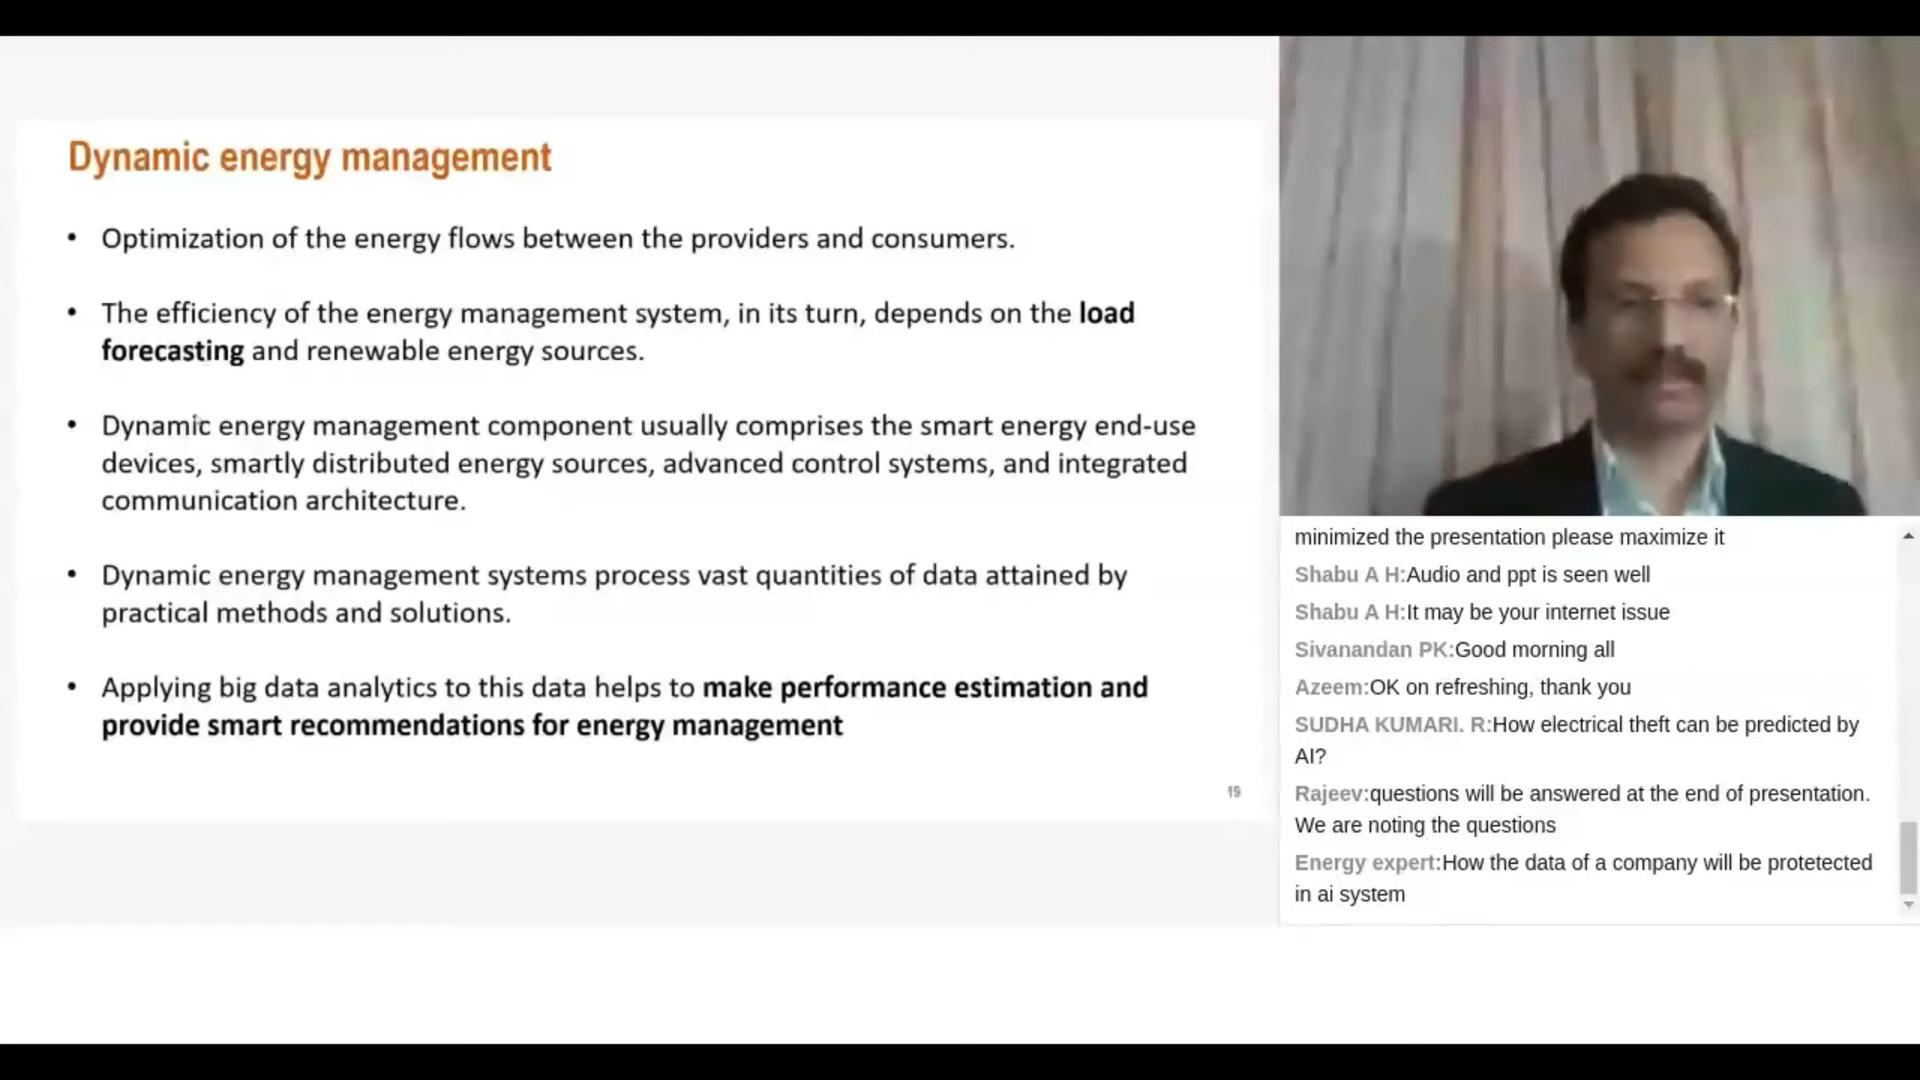 Dynamic energy management
• Optimization of the energy flows between the providers and consumers.
• The efficiency of the energy management system, in its turn, depends on the load
forecasting and renewable energy sources.
• Dynamic energy management component usually comprises the smart energy end-use
devices, smartly distributed energy sources, advanced control systems, and integrated
communication architecture.
• Dynamic energy management systems process vast quantities of data attained by
practical methods and solutions.
• Applying big data analytics to this data helps to make performance estimation and
provide smart recommendations for energy management
19
minimized the presentation please maximize it
Shabu A H:Audio and ppt is seen well
Shabu A H:It may be your internet issue
Sivanandan PK:Good morning all
Azeem:OK on refreshing, thank you
SUDHA KUMARI. R:How electrical theft can be predicted by
AI?
Rajeev:questions will be answered at the end of presentation.
We are noting the questions
Energy expert:How the data of a company will be protetected
in ai system